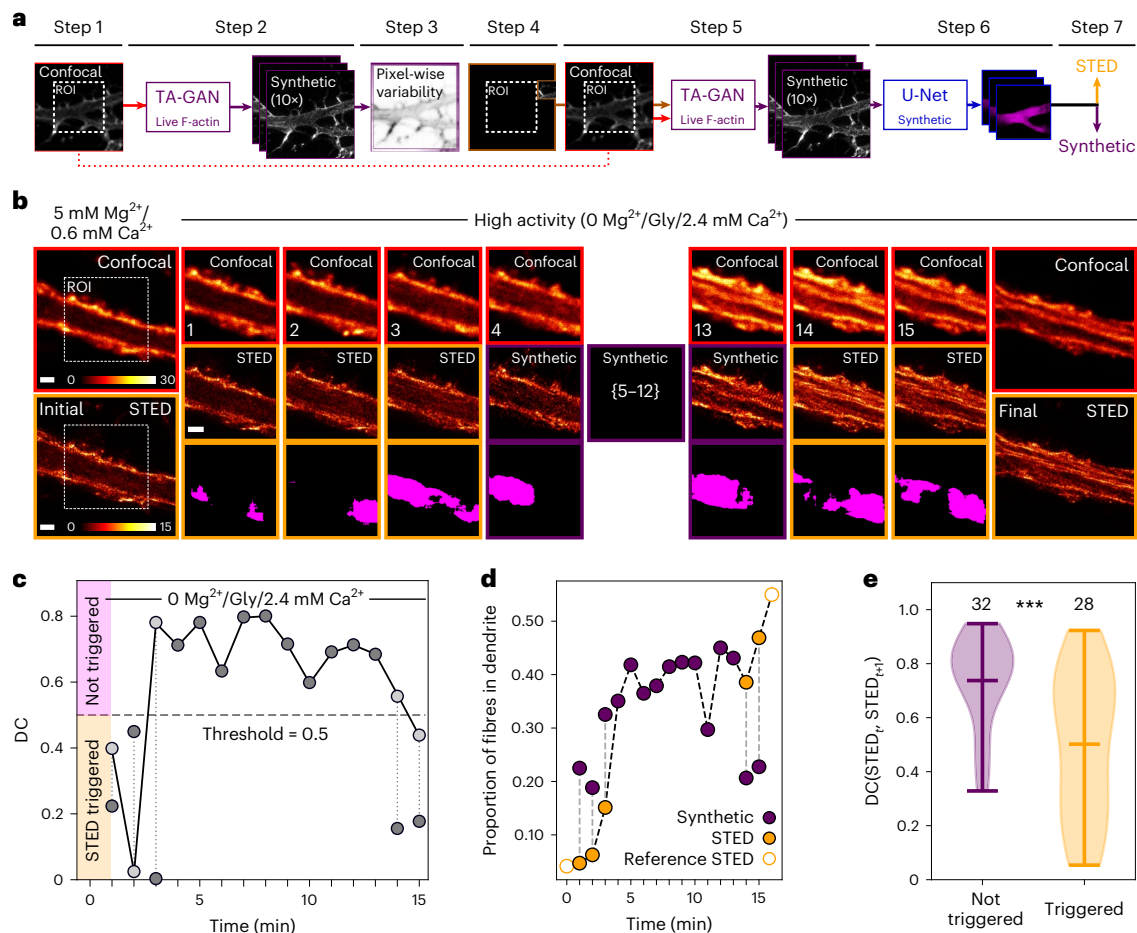 a
Step 1 Step 2 Step 3 Step 4 Step 5 Step 6 Step 7
Confocal
ROI
TA-GAN
Live F-actin
Synthetic
(10×)
Pixel-wise
variability
ROI
Confocal
ROI
TA-GAN
Live F-actin
Synthetic
(10×)
U-Net
Synthetic
STED
Synthetic
b
5 mM Mg²⁺/
0.6 mM Ca²⁺
High activity (0 Mg²⁺/Gly/2.4 mM Ca²⁺)
Confocal
ROI
0 30
Confocal
1
Confocal
2
Confocal
3
Confocal
4
Confocal
13
Confocal
14
Confocal
15
Confocal
Initial STED
0 15
STED
STED
STED
Synthetic
Synthetic
{5–12}
Synthetic
STED
STED
Final STED
c
0 Mg²⁺/Gly/2.4 mM Ca²⁺
Not triggered
STED triggered
DC
0.8
0.6
0.4
0.2
0
Threshold = 0.5
0 5 10 15
Time (min)
d
Proportion of fibres in dendrite
0.50
0.40
0.30
0.20
0.10
Synthetic
STED
Reference STED
0 5 10 15
Time (min)
e
DC(STEDₜ, STEDₜ₊₁)
1.0
0.8
0.6
0.4
0.2
0
32 *** 28
Not
triggered
Triggered